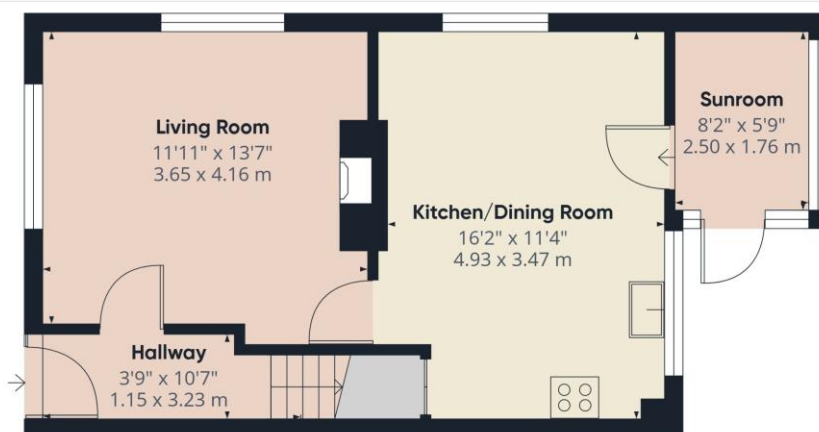 Living Room
11'11" x 13'7"
3.65 x 4.16 m
Kitchen/Dining Room
16'2" x 11'4"
4.93 x 3.47 m
Sunroom
8'2" x 5'9"
2.50 x 1.76 m
Hallway
3'9" x 10'7"
1.15 x 3.23 m